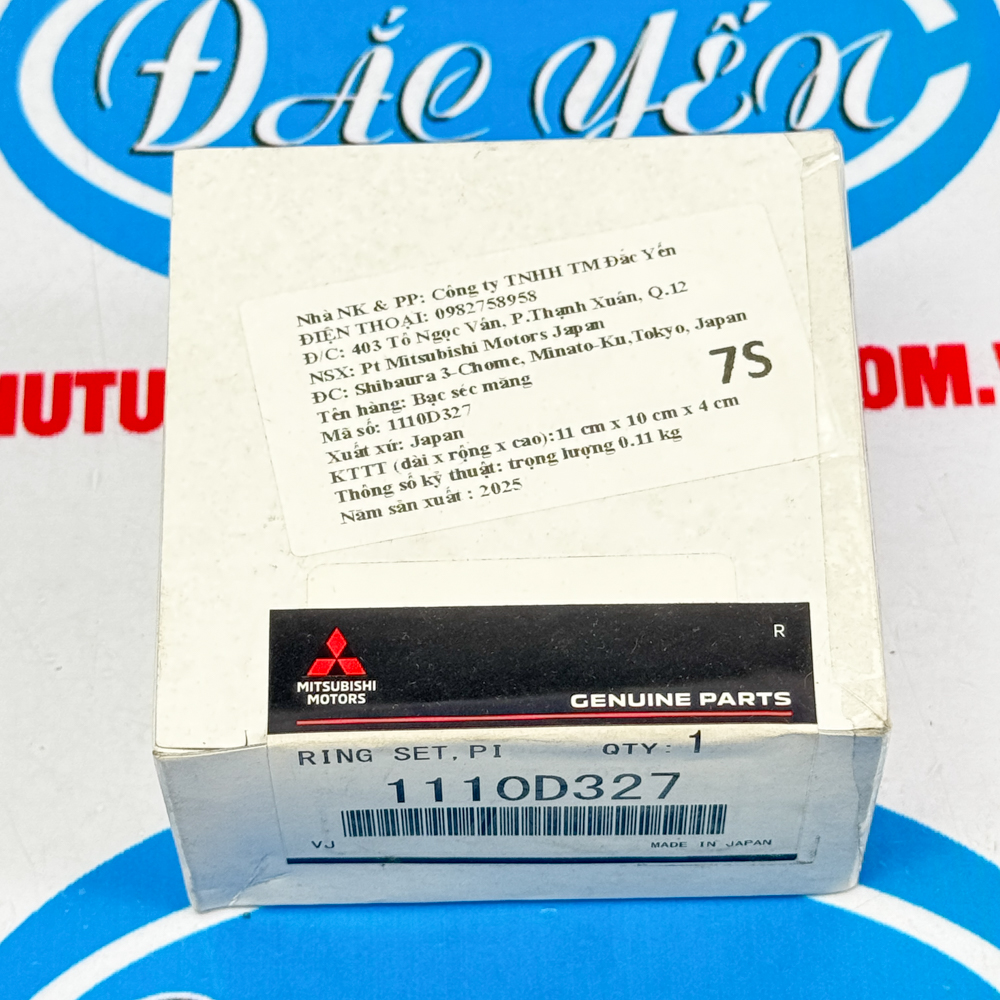 ĐẮC YẾN
Nhà NK & PP: Công ty TNHH TM Đắc Yến
ĐIỆN THOẠI: 0982758958
Đ/C: 403 Tô Ngọc Vân, P.Thạnh Xuân, Q.12
NSX: Pt Mitsubishi Motors Japan
ĐC: Shibaura 3-Chome, Minato-Ku,Tokyo, Japan
Tên hàng: Bạc séc măng
Mã số: 1110D327
Xuất xứ: Japan
KTTT (dài x rộng x cao):11 cm x 10 cm x 4 cm
Thông số kỹ thuật: trọng lượng 0.11 kg
Năm sản xuất : 2025
7S
R
MITSUBISHI
MOTORS
GENUINE PARTS
RING SET, PI QTY: 1
1110D327
VJ MADE IN JAPAN